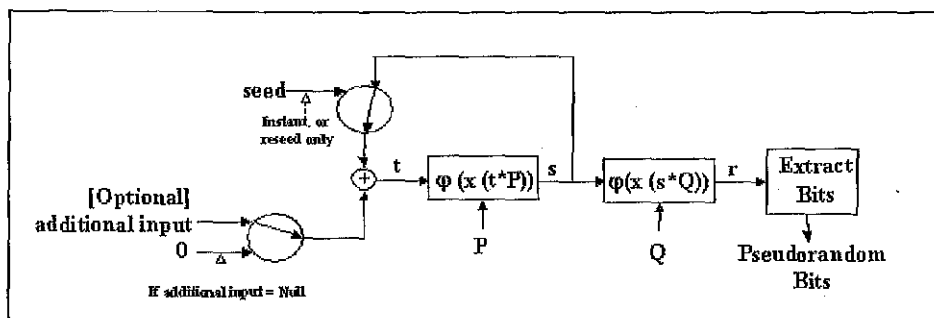 seed
Instant. or
reseed only
t
φ (x (t*P))
s
φ(x (s*Q))
r
Extract
Bits
[Optional]
additional input
0
P
Q
Pseudorandom
Bits
If additional input = Null